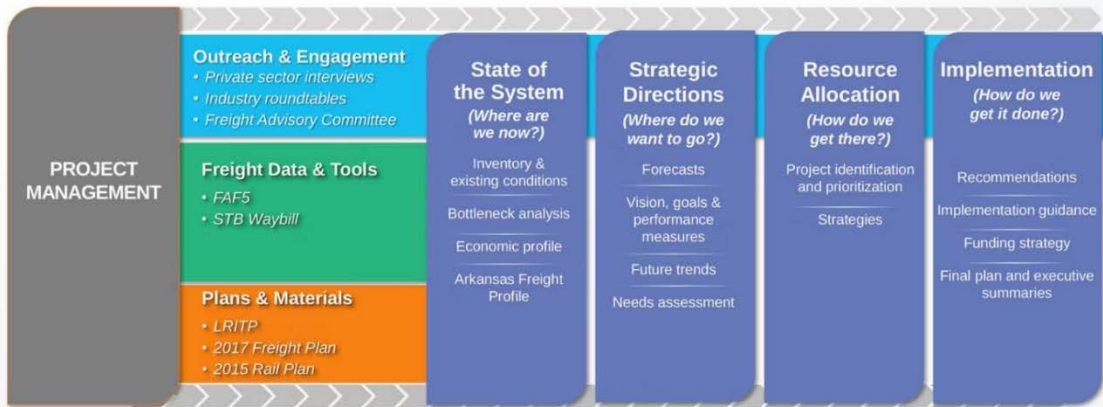 PROJECT
MANAGEMENT
Outreach & Engagement
• Private sector interviews
• Industry roundtables
• Freight Advisory Committee
Freight Data & Tools
• FAF5
• STB Waybill
Plans & Materials
• LRITP
• 2017 Freight Plan
• 2015 Rail Plan
State of
the System
(Where are
we now?)
Inventory &
existing conditions
Bottleneck analysis
Economic profile
Arkansas Freight
Profile
Strategic
Directions
(Where do we
want to go?)
Forecasts
Vision, goals &
performance
measures
Future trends
Needs assessment
Resource
Allocation
(How do we
get there?)
Project identification
and prioritization
Strategies
Implementation
(How do we
get it done?)
Recommendations
Implementation guidance
Funding strategy
Final plan and executive
summaries